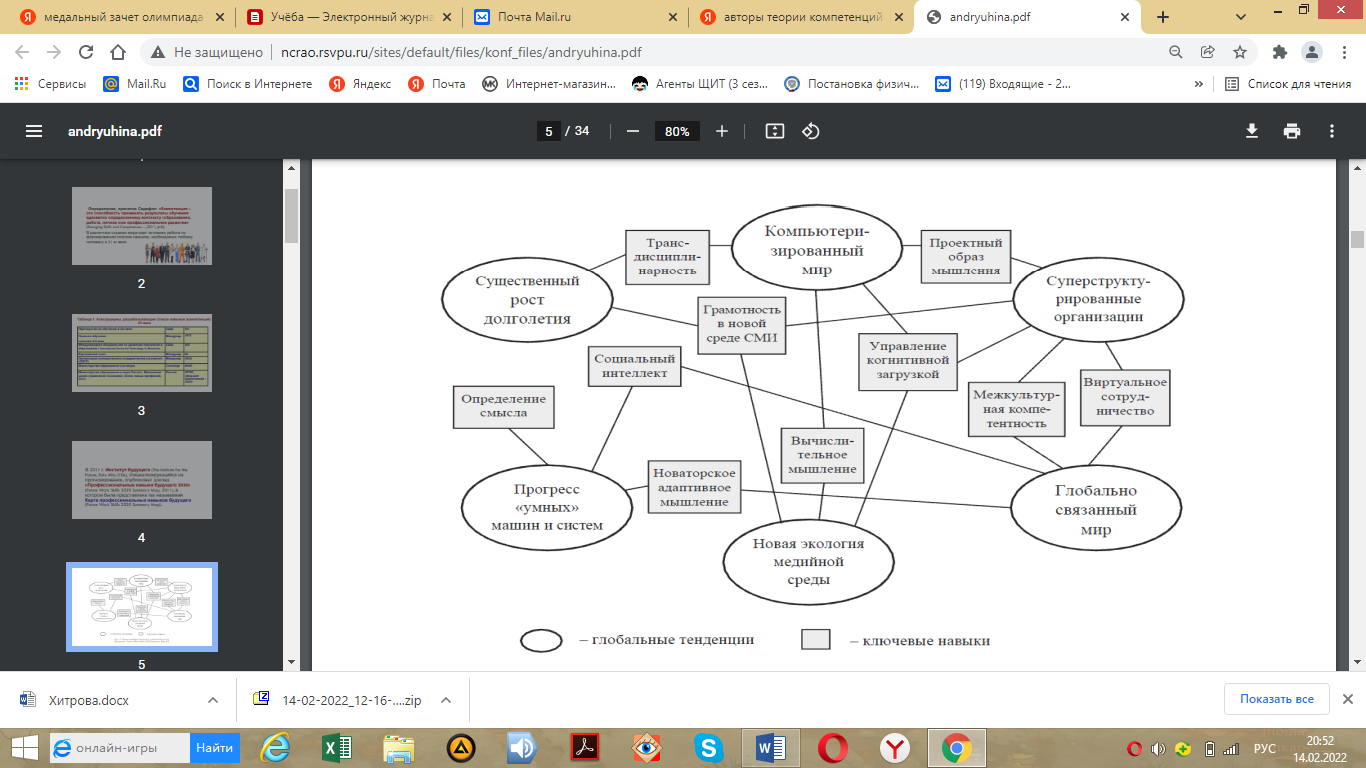 медальный зачет олимпиада
Учёба — Электронный журна
Почта Mail.ru
авторы теории компетенций
andryuhina.pdf
Не защищено
ncrao.rsvpu.ru/sites/default/files/konf_files/andryuhina.pdf
Сервисы
Mail.Ru
Поиск в Интернете
Яндекс
Почта
Интернет-магазин...
Агенты ЩИТ (3 сез...
Постановка физич...
(119) Входящие - 2...
»
Список для чтения
andryuhina.pdf
5 / 34
80%
2
3
4
5
Компьютери-
зированный
мир
Транс-
дисципли-
нарность
Проектный
образ
мышления
Существенный
рост
долголетия
Суперструкту-
рированные
организации
Грамотность
в новой
среде СМИ
Управление
когнитивной
загрузкой
Социальный
интеллект
Определение
смысла
Межкультур-
ная компе-
тентность
Виртуальное
сотруд-
ничество
Вычисли-
тельное
мышление
Новаторское
адаптивное
мышление
Прогресс
«умных»
машин и систем
Глобально
связанный
мир
Новая экология
медийной
среды
– глобальные тенденции
– ключевые навыки
Хитрова.docx
14-02-2022_12-16-....zip
Показать все
онлайн-игры
Найти
РУС
20:52
14.02.2022